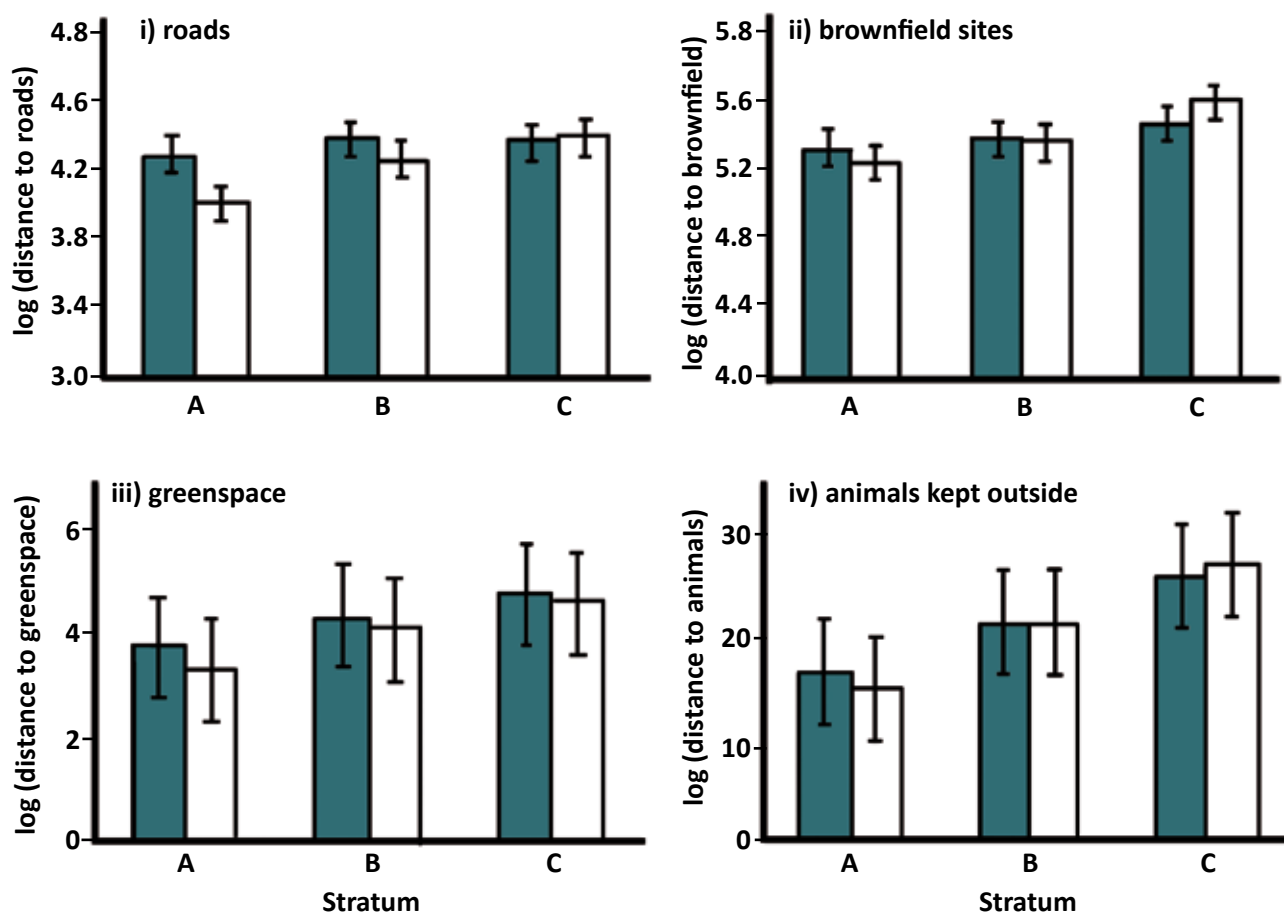 i) roads
log (distance to roads)
4.8
4.6
4.2
3.8
3.4
3.0
A B C
ii) brownfield sites
log (distance to brownfield)
5.8
5.6
5.2
4.8
4.4
4.0
A B C
iii) greenspace
log (distance to greenspace)
6
4
2
0
A B C
Stratum
iv) animals kept outside
log (distance to animals)
30
20
10
0
A B C
Stratum